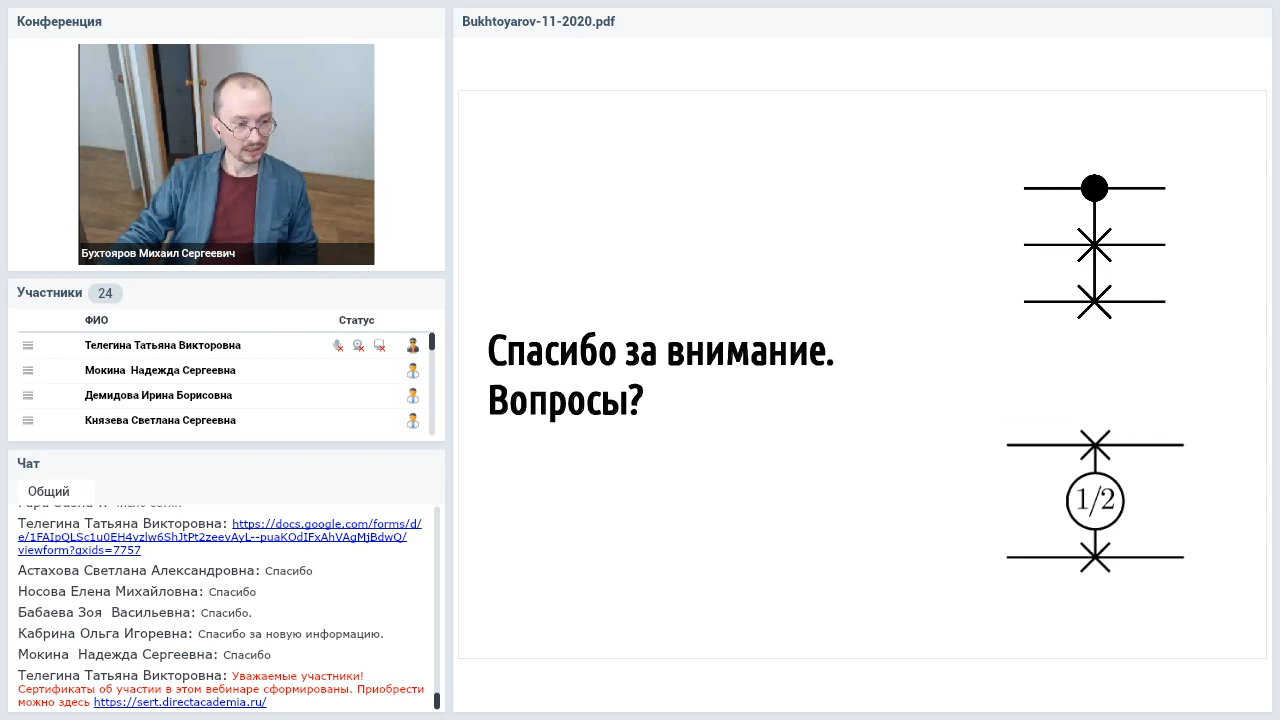 Конференция
Бухтояров Михаил Сергеевич
Участники 24
ФИО Статус
Телегина Татьяна Викторовна
Мокина Надежда Сергеевна
Демидова Ирина Борисовна
Князева Светлана Сергеевна
Чат
Общий
Телегина Татьяна Викторовна: https://docs.google.com/forms/d/
e/1FAIpQLSc1u0EH4vzlw6ShJtPt2zeevAyL--puaKOdIFxAhVAgMjBdwQ/
viewform?gxids=7757
Астахова Светлана Александровна: Спасибо
Носова Елена Михайловна: Спасибо
Бабаева Зоя Васильевна: Спасибо.
Кабрина Ольга Игоревна: Спасибо за новую информацию.
Мокина Надежда Сергеевна: Спасибо
Телегина Татьяна Викторовна: Уважаемые участники!
Сертификаты об участии в этом вебинаре сформированы. Приобрести
можно здесь https://sert.directacademia.ru/
Bukhtoyarov-11-2020.pdf
Спасибо за внимание.
Вопросы?
1/2